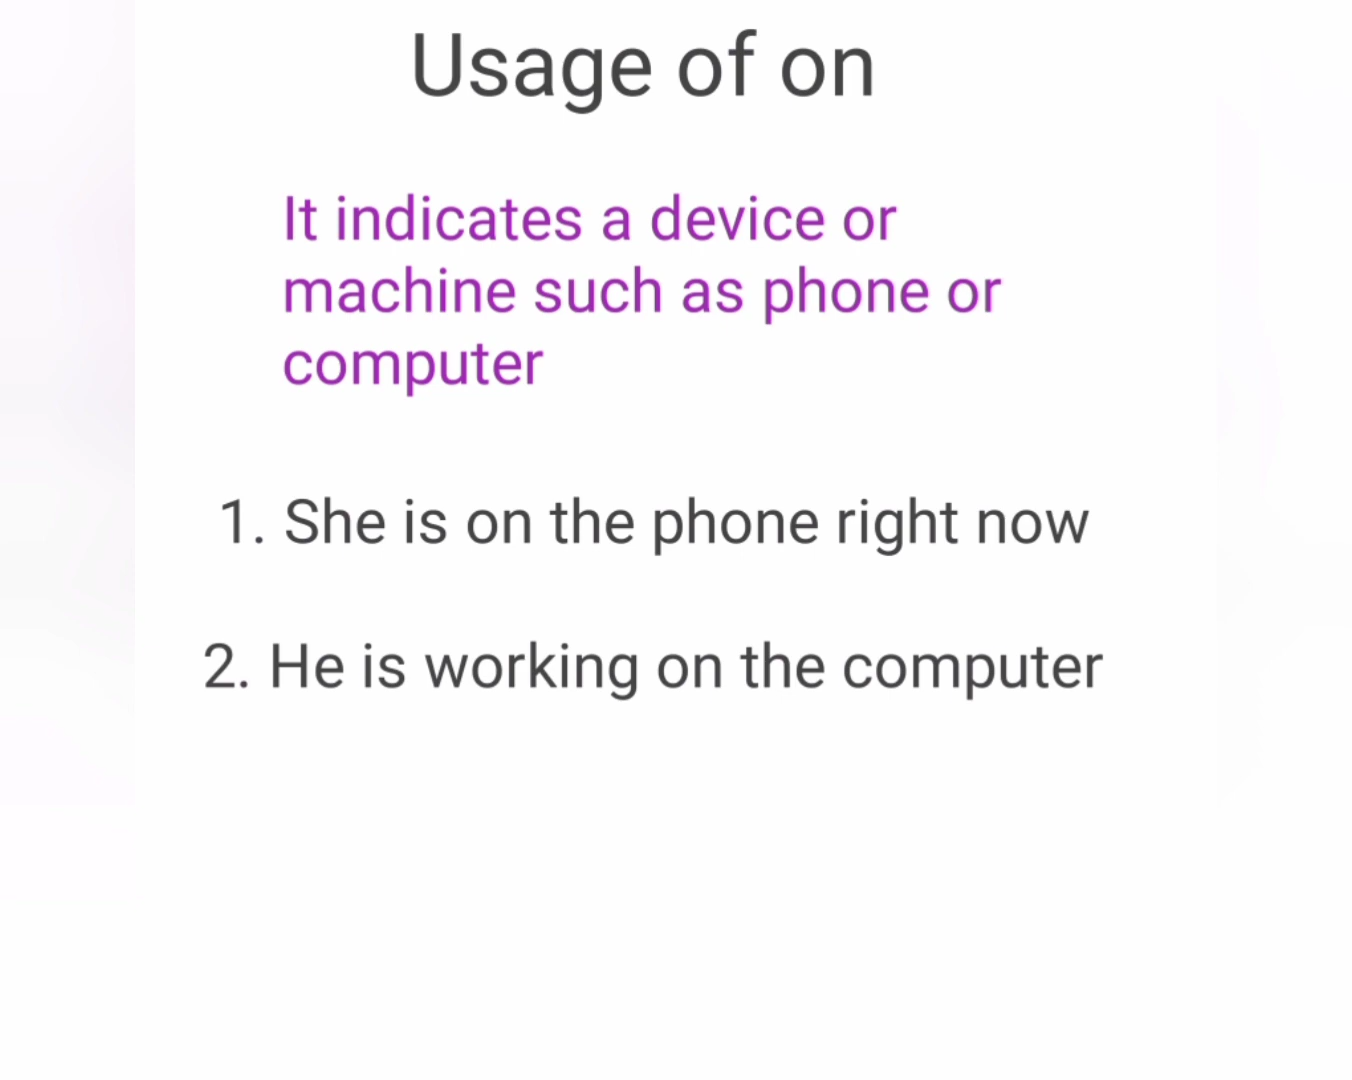 Usage of on
It indicates a device or
machine such as phone or
computer
1. She is on the phone right now
2. He is working on the computer